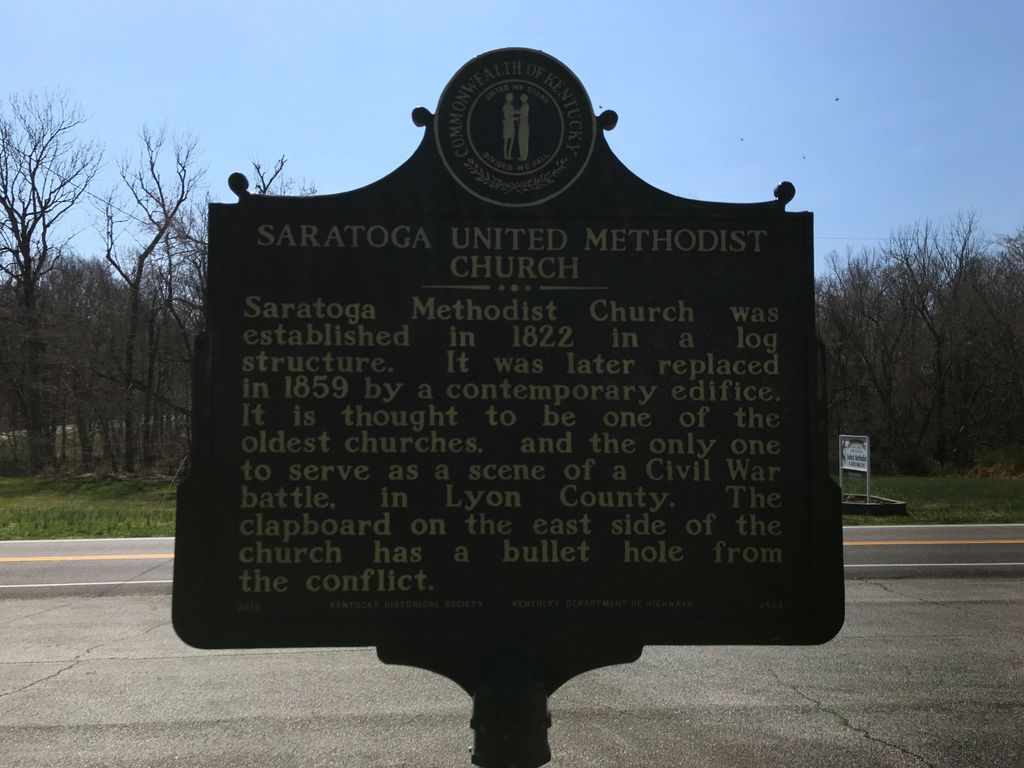 COMMONWEALTH OF KENTUCKY
UNITED WE STAND
DIVIDED WE FALL
SARATOGA UNITED METHODIST
CHURCH
Saratoga Methodist Church was
established in 1822 in a log
structure. It was later replaced
in 1859 by a contemporary edifice.
It is thought to be one of the
oldest churches, and the only one
to serve as a scene of a Civil War
battle, in Lyon County. The
clapboard on the east side of the
church has a bullet hole from
the conflict.
2019 KENTUCKY HISTORICAL SOCIETY KENTUCKY DEPARTMENT OF HIGHWAYS 2603
United Methodist
CHURCH